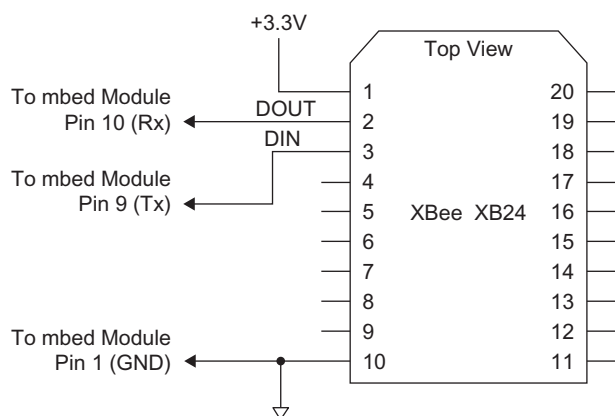 +3.3V
Top View
To mbed Module
Pin 10 (Rx)
DOUT
DIN
To mbed Module
Pin 9 (Tx)
To mbed Module
Pin 1 (GND)
XBee XB24
1
2
3
4
5
6
7
8
9
10
20
19
18
17
16
15
14
13
12
11